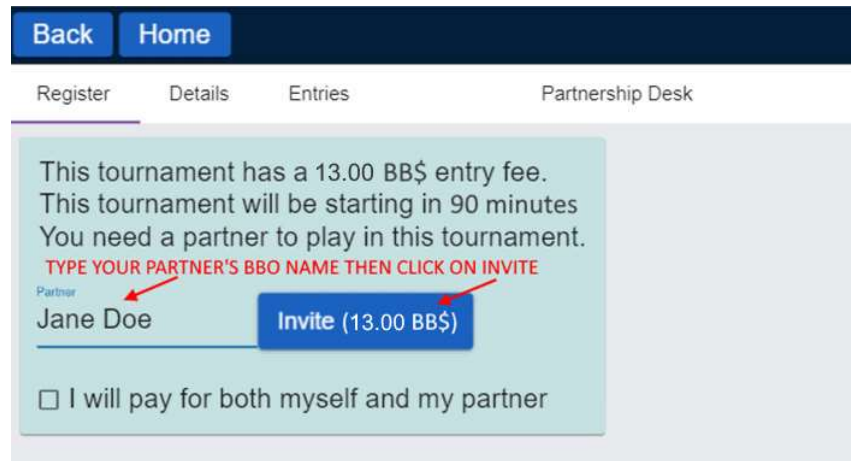 Back Home
Register Details Entries Partnership Desk
This tournament has a 13.00 BB$ entry fee.
This tournament will be starting in 90 minutes
You need a partner to play in this tournament.
TYPE YOUR PARTNER'S BBO NAME THEN CLICK ON INVITE
Partner
Jane Doe Invite (13.00 BB$)
I will pay for both myself and my partner